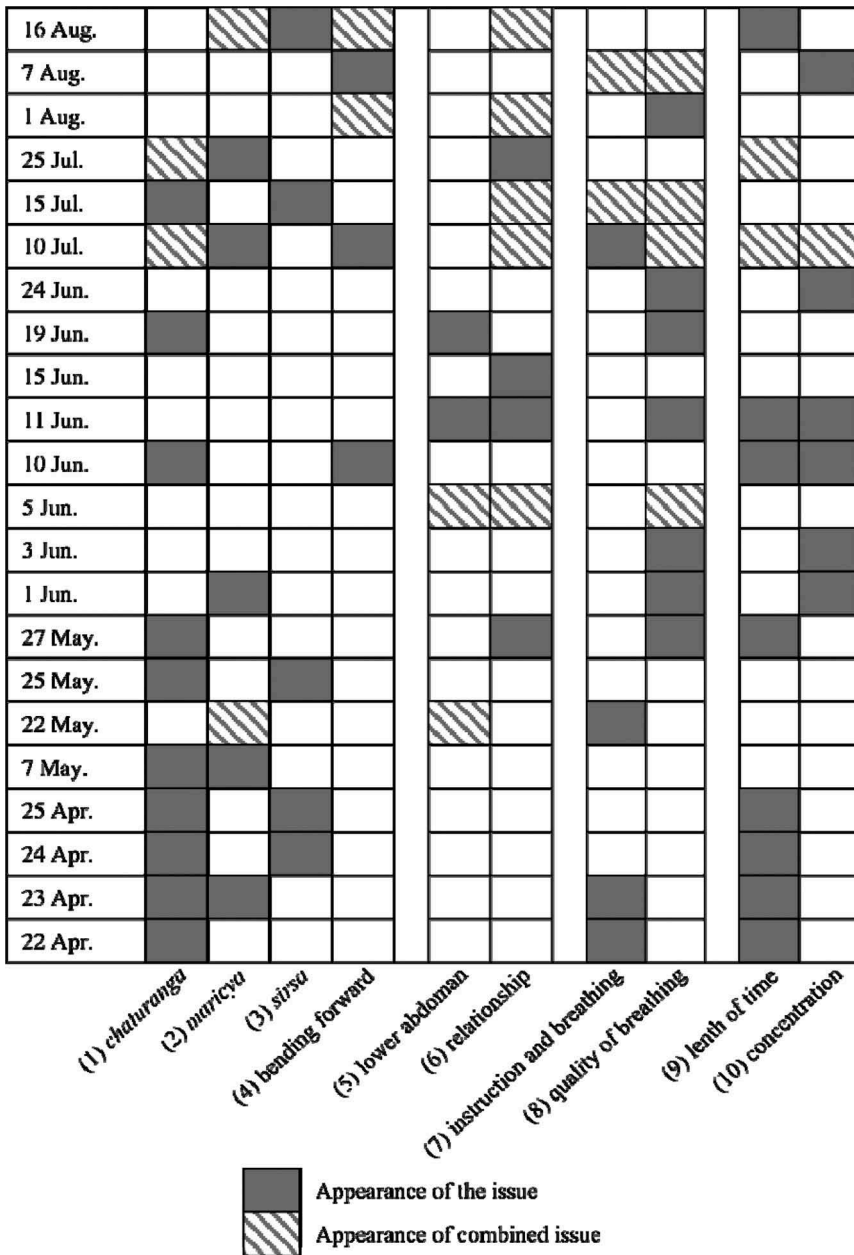 16 Aug.
7 Aug.
1 Aug.
25 Jul.
15 Jul.
10 Jul.
24 Jun.
19 Jun.
15 Jun.
11 Jun.
10 Jun.
5 Jun.
3 Jun.
1 Jun.
27 May.
25 May.
22 May.
7 May.
25 Apr.
24 Apr.
23 Apr.
22 Apr.
(1) chaturanga
(2) maricya
(3) sirsa
(4) bending forward
(5) lower abdoman
(6) relationship
(7) instruction and breathing
(8) quality of breathing
(9) lenth of time
(10) concentration
Appearance of the issue
Appearance of combined issue